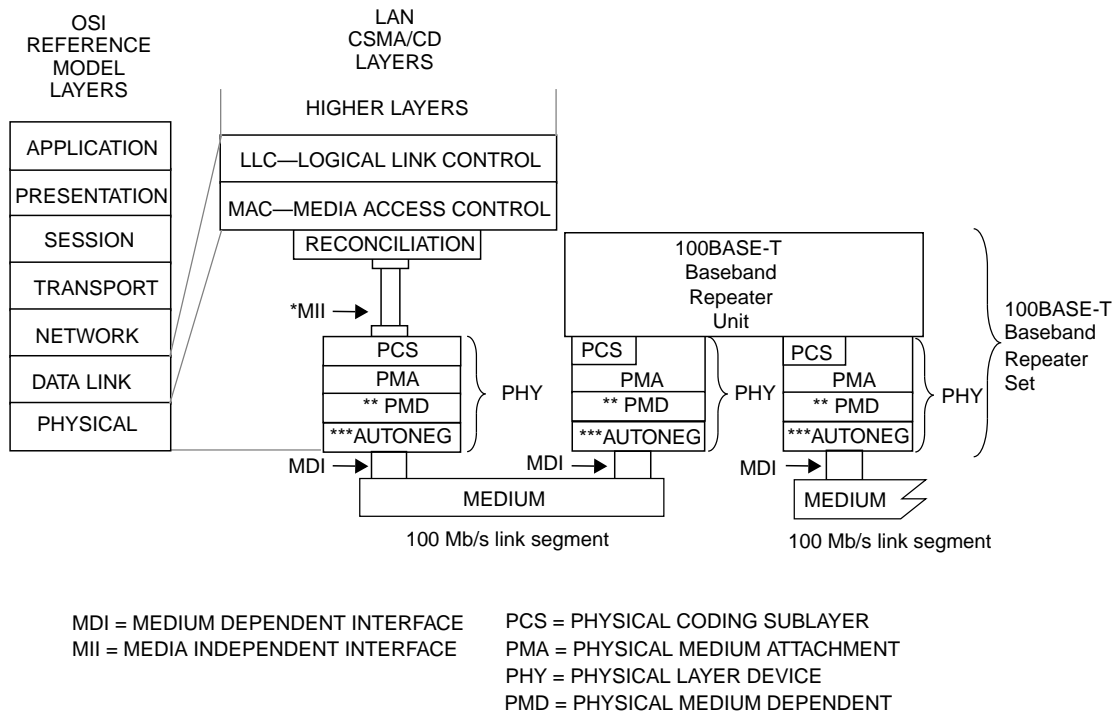 OSI
REFERENCE
MODEL
LAYERS
LAN
CSMA/CD
LAYERS
HIGHER LAYERS
APPLICATION
PRESENTATION
SESSION
TRANSPORT
NETWORK
DATA LINK
PHYSICAL
LLC—LOGICAL LINK CONTROL
MAC—MEDIA ACCESS CONTROL
RECONCILIATION
*MII
PCS
PMA
** PMD
***AUTONEG
PHY
MDI
100BASE-T
Baseband
Repeater
Unit
PCS
PMA
** PMD
***AUTONEG
PHY
MDI
PCS
PMA
** PMD
***AUTONEG
PHY
MDI
100BASE-T
Baseband
Repeater
Set
MEDIUM
100 Mb/s link segment
MEDIUM
100 Mb/s link segment
MDI = MEDIUM DEPENDENT INTERFACE
MII = MEDIA INDEPENDENT INTERFACE
PCS = PHYSICAL CODING SUBLAYER
PMA = PHYSICAL MEDIUM ATTACHMENT
PHY = PHYSICAL LAYER DEVICE
PMD = PHYSICAL MEDIUM DEPENDENT